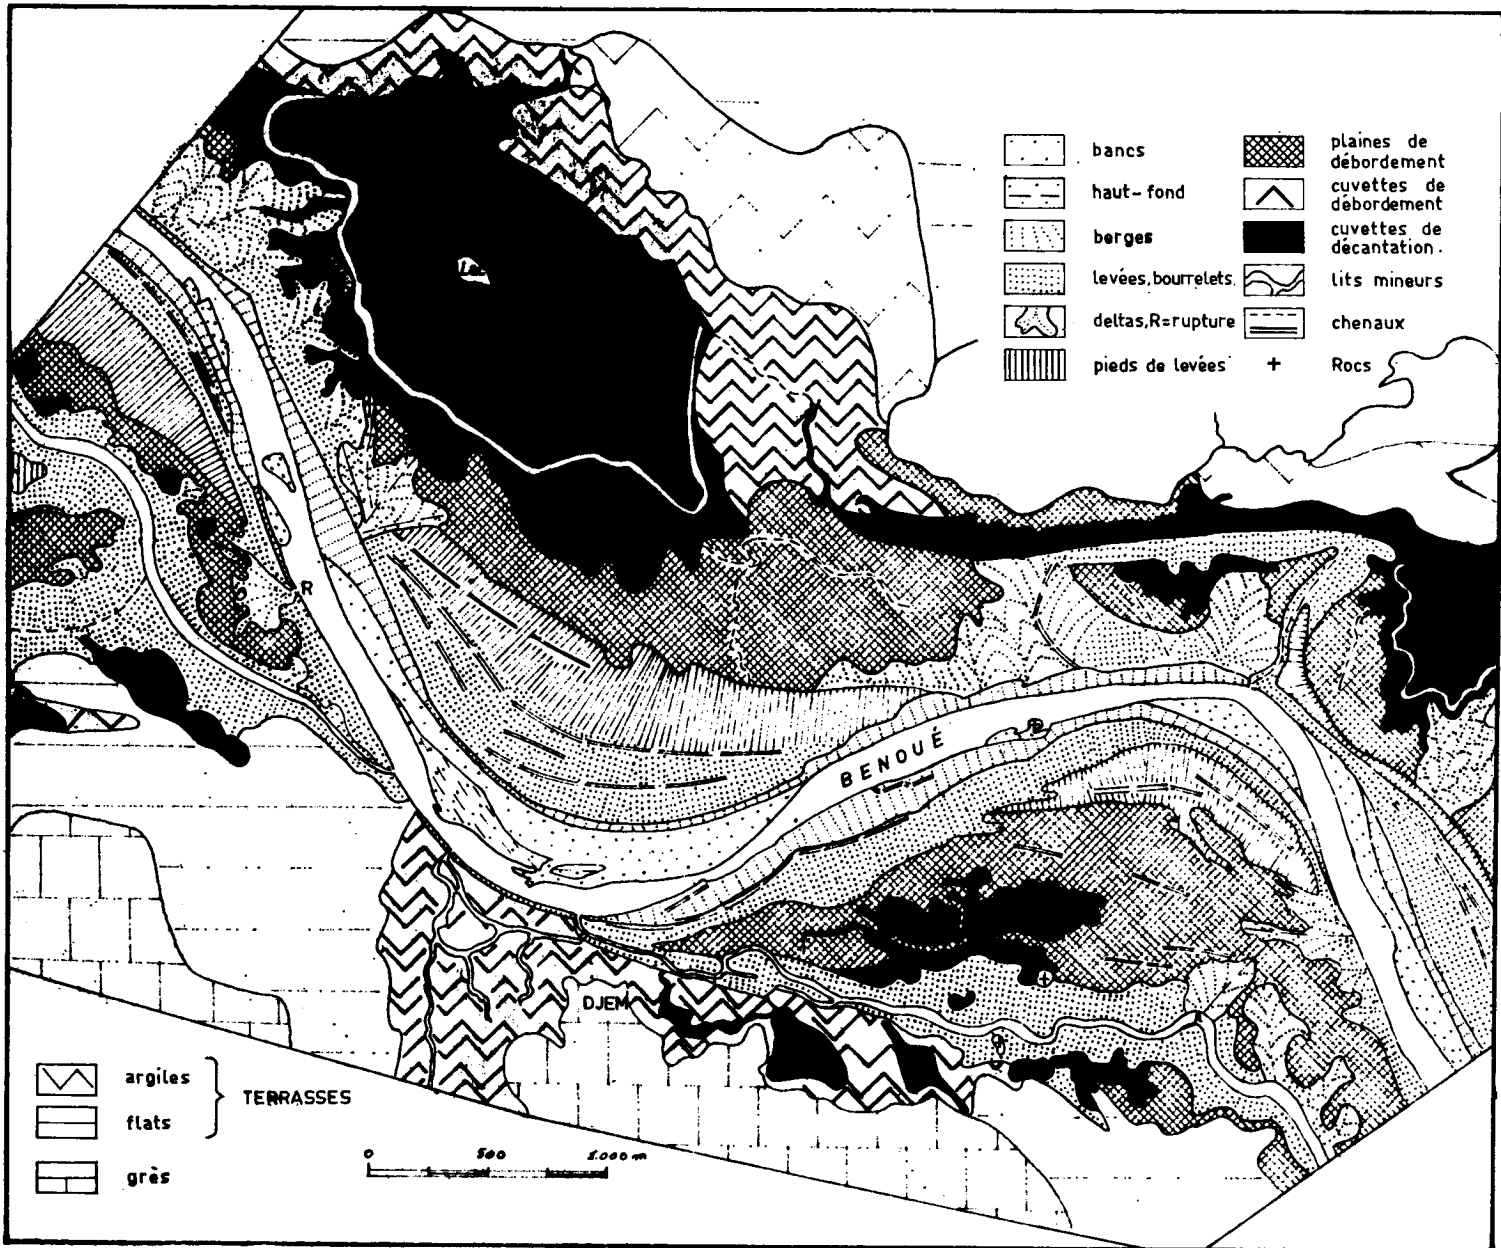 bancs
haut-fond
berges
levées, bourrelets.
deltas, R=rupture
pieds de levées
plaines de
débordement
cuvettes de
débordement
cuvettes de
décantation.
lits mineurs
chenaux
+ Rocs
Lac
R
BENOUÉ
DJEM
argiles
flats
TERRASSES
grès
0 500 1.000 m